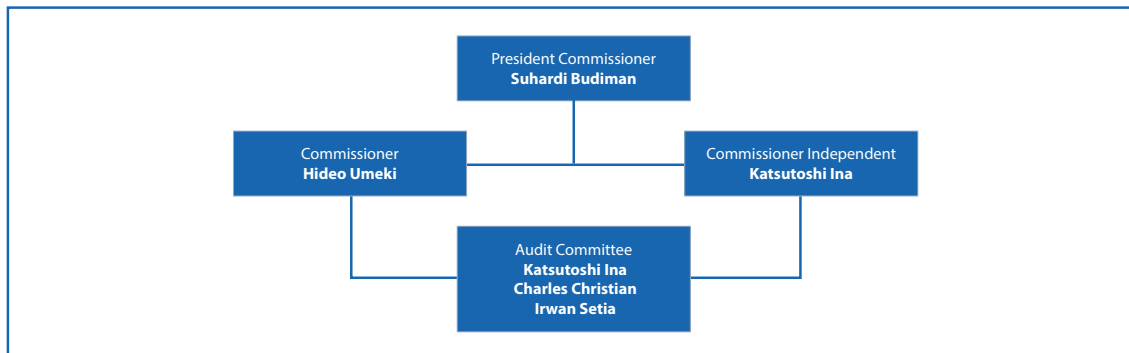 President Commissioner
Suhardi Budiman
Commissioner
Hideo Umeki
Commissioner Independent
Katsutoshi Ina
Audit Committee
Katsutoshi Ina
Charles Christian
Irwan Setia